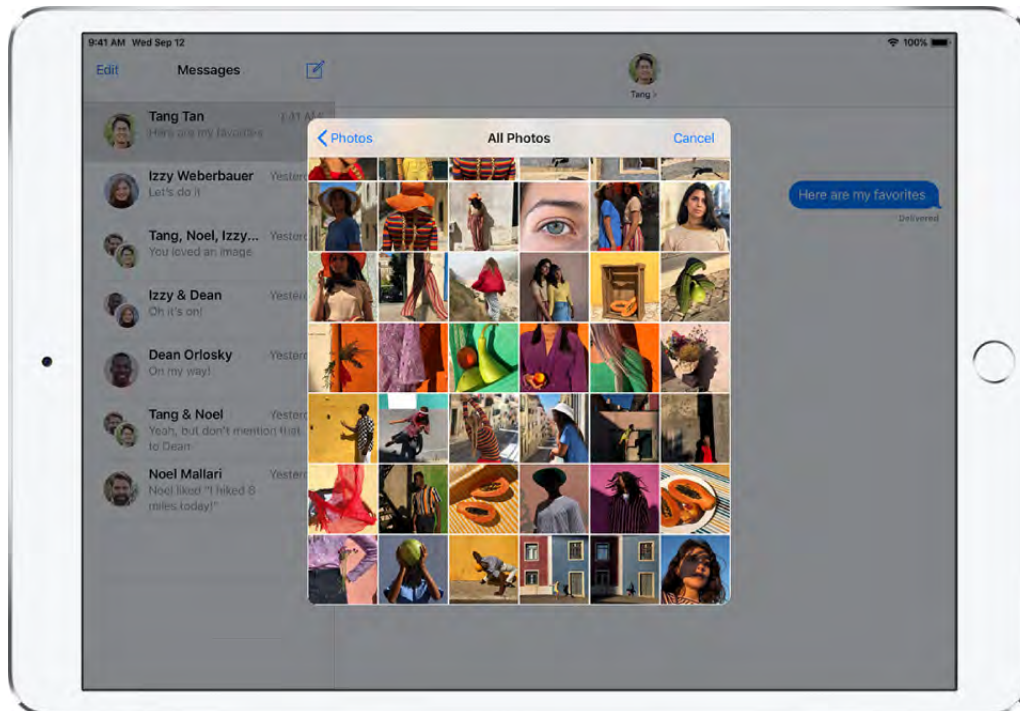 9:41 AM Wed Sep 12
100%
Edit
Messages
Tang >
Tang Tan
Here are my favorites
Izzy Weberbauer
Let's do it
Tang, Noel, Izzy...
You loved an image
Izzy & Dean
Oh it's on!
Dean Orlosky
On my way!
Tang & Noel
Yeah, but don't mention that
to Dean
Noel Mallari
Noel liked "I hiked 8
miles today!"
Photos
All Photos
Cancel
Here are my favorites
Delivered